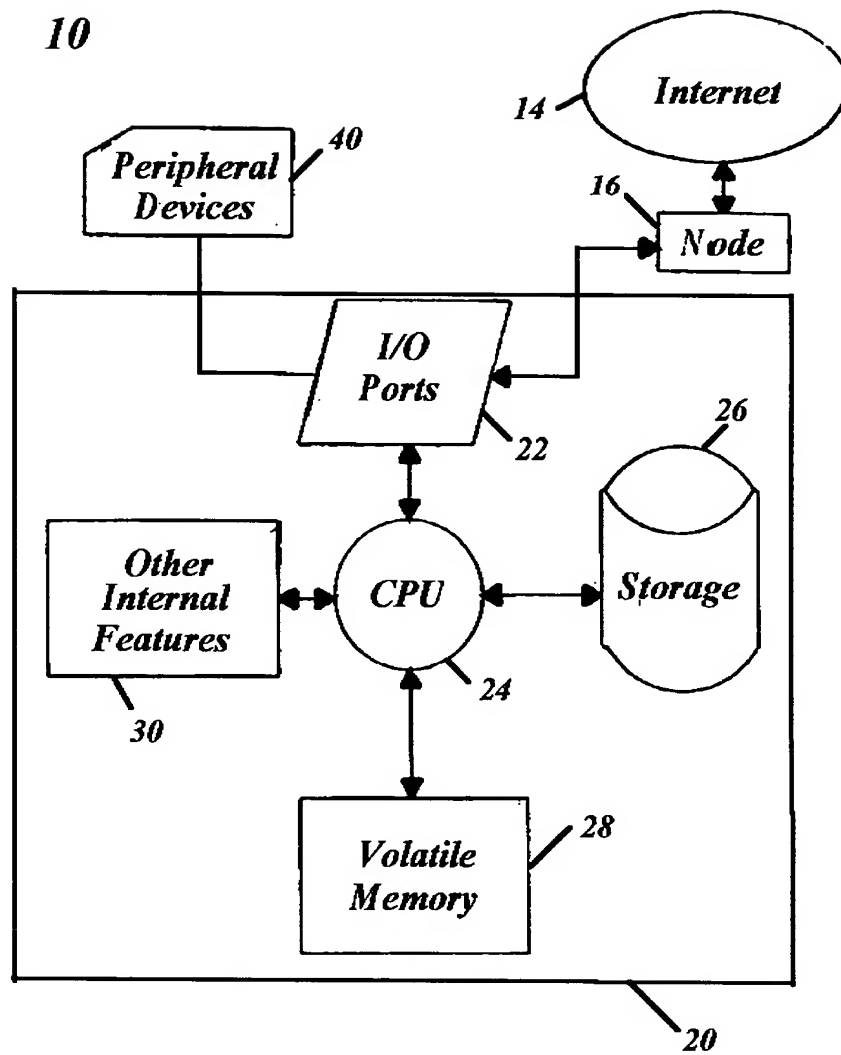 10
Internet
14
40
Peripheral
Devices
16
Node
I/O
Ports
22
26
Other
Internal
Features
CPU
Storage
24
30
Volatile
Memory
28
20